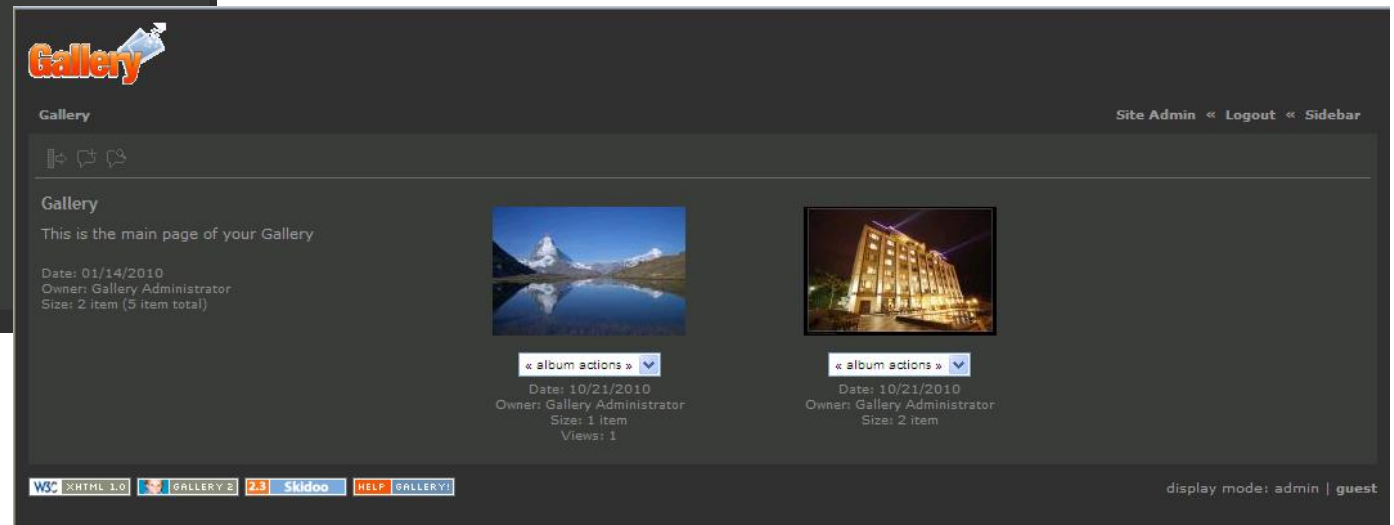 Gallery
Gallery
Site Admin « Logout « Sidebar
Gallery
This is the main page of your Gallery
Date: 01/14/2010
Owner: Gallery Administrator
Size: 2 item (5 item total)
« album actions »
Date: 10/21/2010
Owner: Gallery Administrator
Size: 1 item
Views: 1
« album actions »
Date: 10/21/2010
Owner: Gallery Administrator
Size: 2 item
W3C XHTML 1.0 GALLERY 2 2.3 Skidoo HELP GALLERY!
display mode: admin | guest